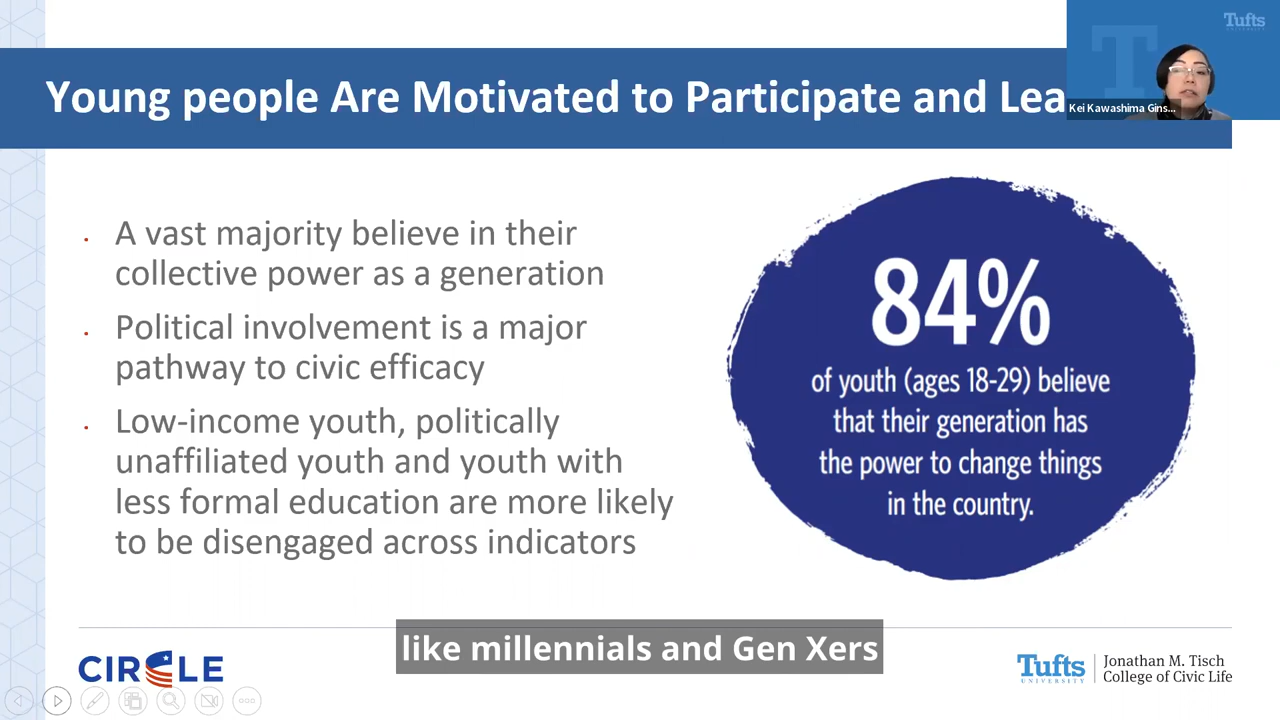 Tufts
UNIVERSITY
T
Young people Are Motivated to Participate and Lea
Kei Kawashima Gins...
A vast majority believe in their
collective power as a generation
Political involvement is a major
pathway to civic efficacy
Low-income youth, politically
unaffiliated youth and youth with
less formal education are more likely
to be disengaged across indicators
84%
of youth (ages 18-29) believe
that their generation has
the power to change things
in the country.
like millennials and Gen Xers
CIRCLE
Tufts
UNIVERSITY
Jonathan M. Tisch
College of Civic Life